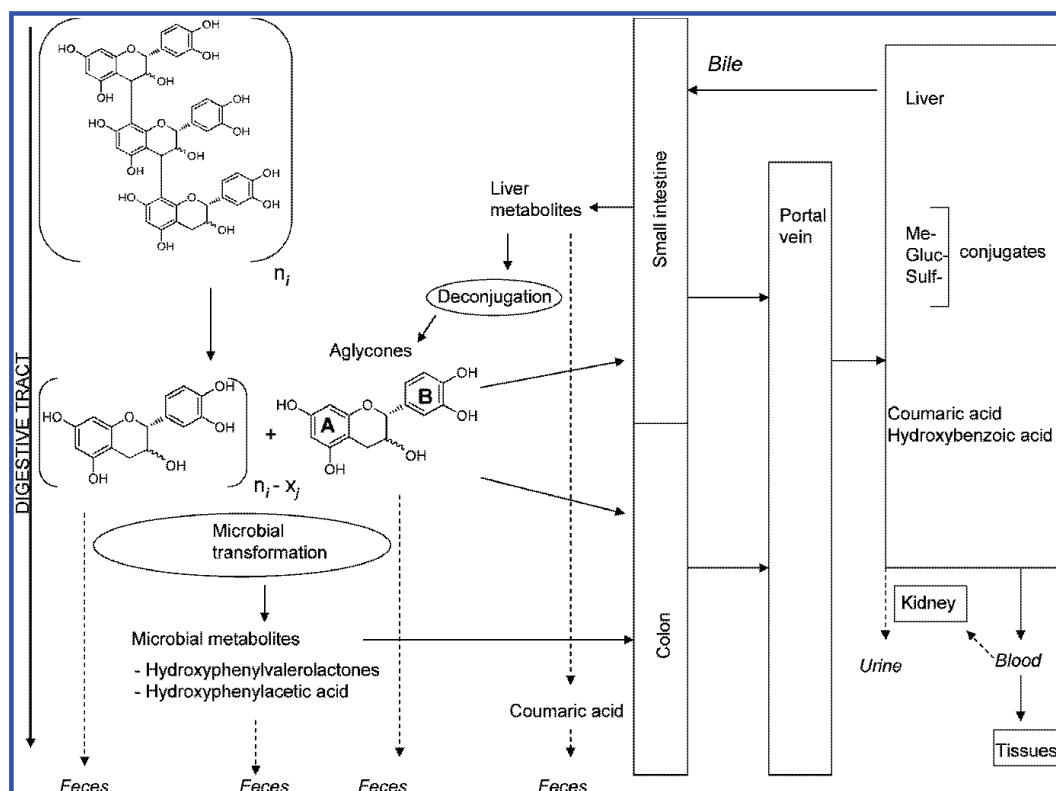 OH
OH
HO
O
OH
OH
OH
OH
HO
O
OH
OH
OH
OH
HO
O
OH
OH
n i
DIGESTIVE TRACT
OH
OH
HO
O
OH
OH
n i - x j
+
Aglycones
OH
B
OH
HO
A
O
OH
OH
Liver
metabolites
Deconjugation
Microbial
transformation
Microbial metabolites
- Hydroxyphenylvalerolactones
- Hydroxyphenylacetic acid
Coumaric acid
Feces
Feces
Feces
Feces
Small intestine
Colon
Bile
Portal
vein
Liver
Me-
Gluc-
Sulf-
conjugates
Coumaric acid
Hydroxybenzoic acid
Kidney
Urine
Blood
Tissues